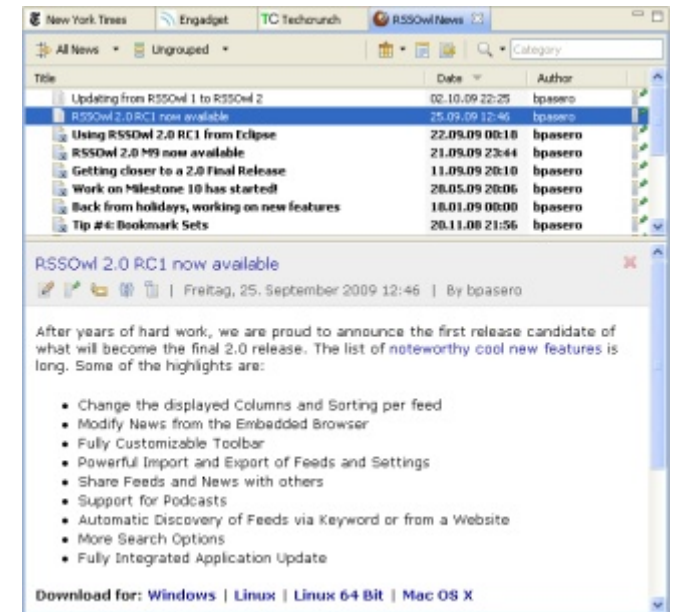 New York Times Engadget TC Techcrunch RSSOwl News
All News Ungrouped Category
Title Date Author
Updating from RSSOwl 1 to RSSOwl 2 02.10.09 22:25 bpasero
RSSOwl 2.0 RC1 now available 25.09.09 12:46 bpasero
Using RSSOwl 2.0 RC1 from Eclipse 22.09.09 00:18 bpasero
RSSOwl 2.0 M9 now available 21.09.09 23:44 bpasero
Getting closer to a 2.0 Final Release 11.09.09 20:10 bpasero
Work on Milestone 10 has started! 28.05.09 20:06 bpasero
Back from holidays, working on new features 18.01.09 00:00 bpasero
Tip #4: Bookmark Sets 20.11.08 21:56 bpasero
RSSOwl 2.0 RC1 now available
| Freitag, 25. September 2009 12:46 | By bpasero
After years of hard work, we are proud to announce the first release candidate of
what will become the final 2.0 release. The list of noteworthy cool new features is
long. Some of the highlights are:
• Change the displayed Columns and Sorting per feed
• Modify News from the Embedded Browser
• Fully Customizable Toolbar
• Powerful Import and Export of Feeds and Settings
• Share Feeds and News with others
• Support for Podcasts
• Automatic Discovery of Feeds via Keyword or from a Website
• More Search Options
• Fully Integrated Application Update
Download for: Windows | Linux | Linux 64 Bit | Mac OS X